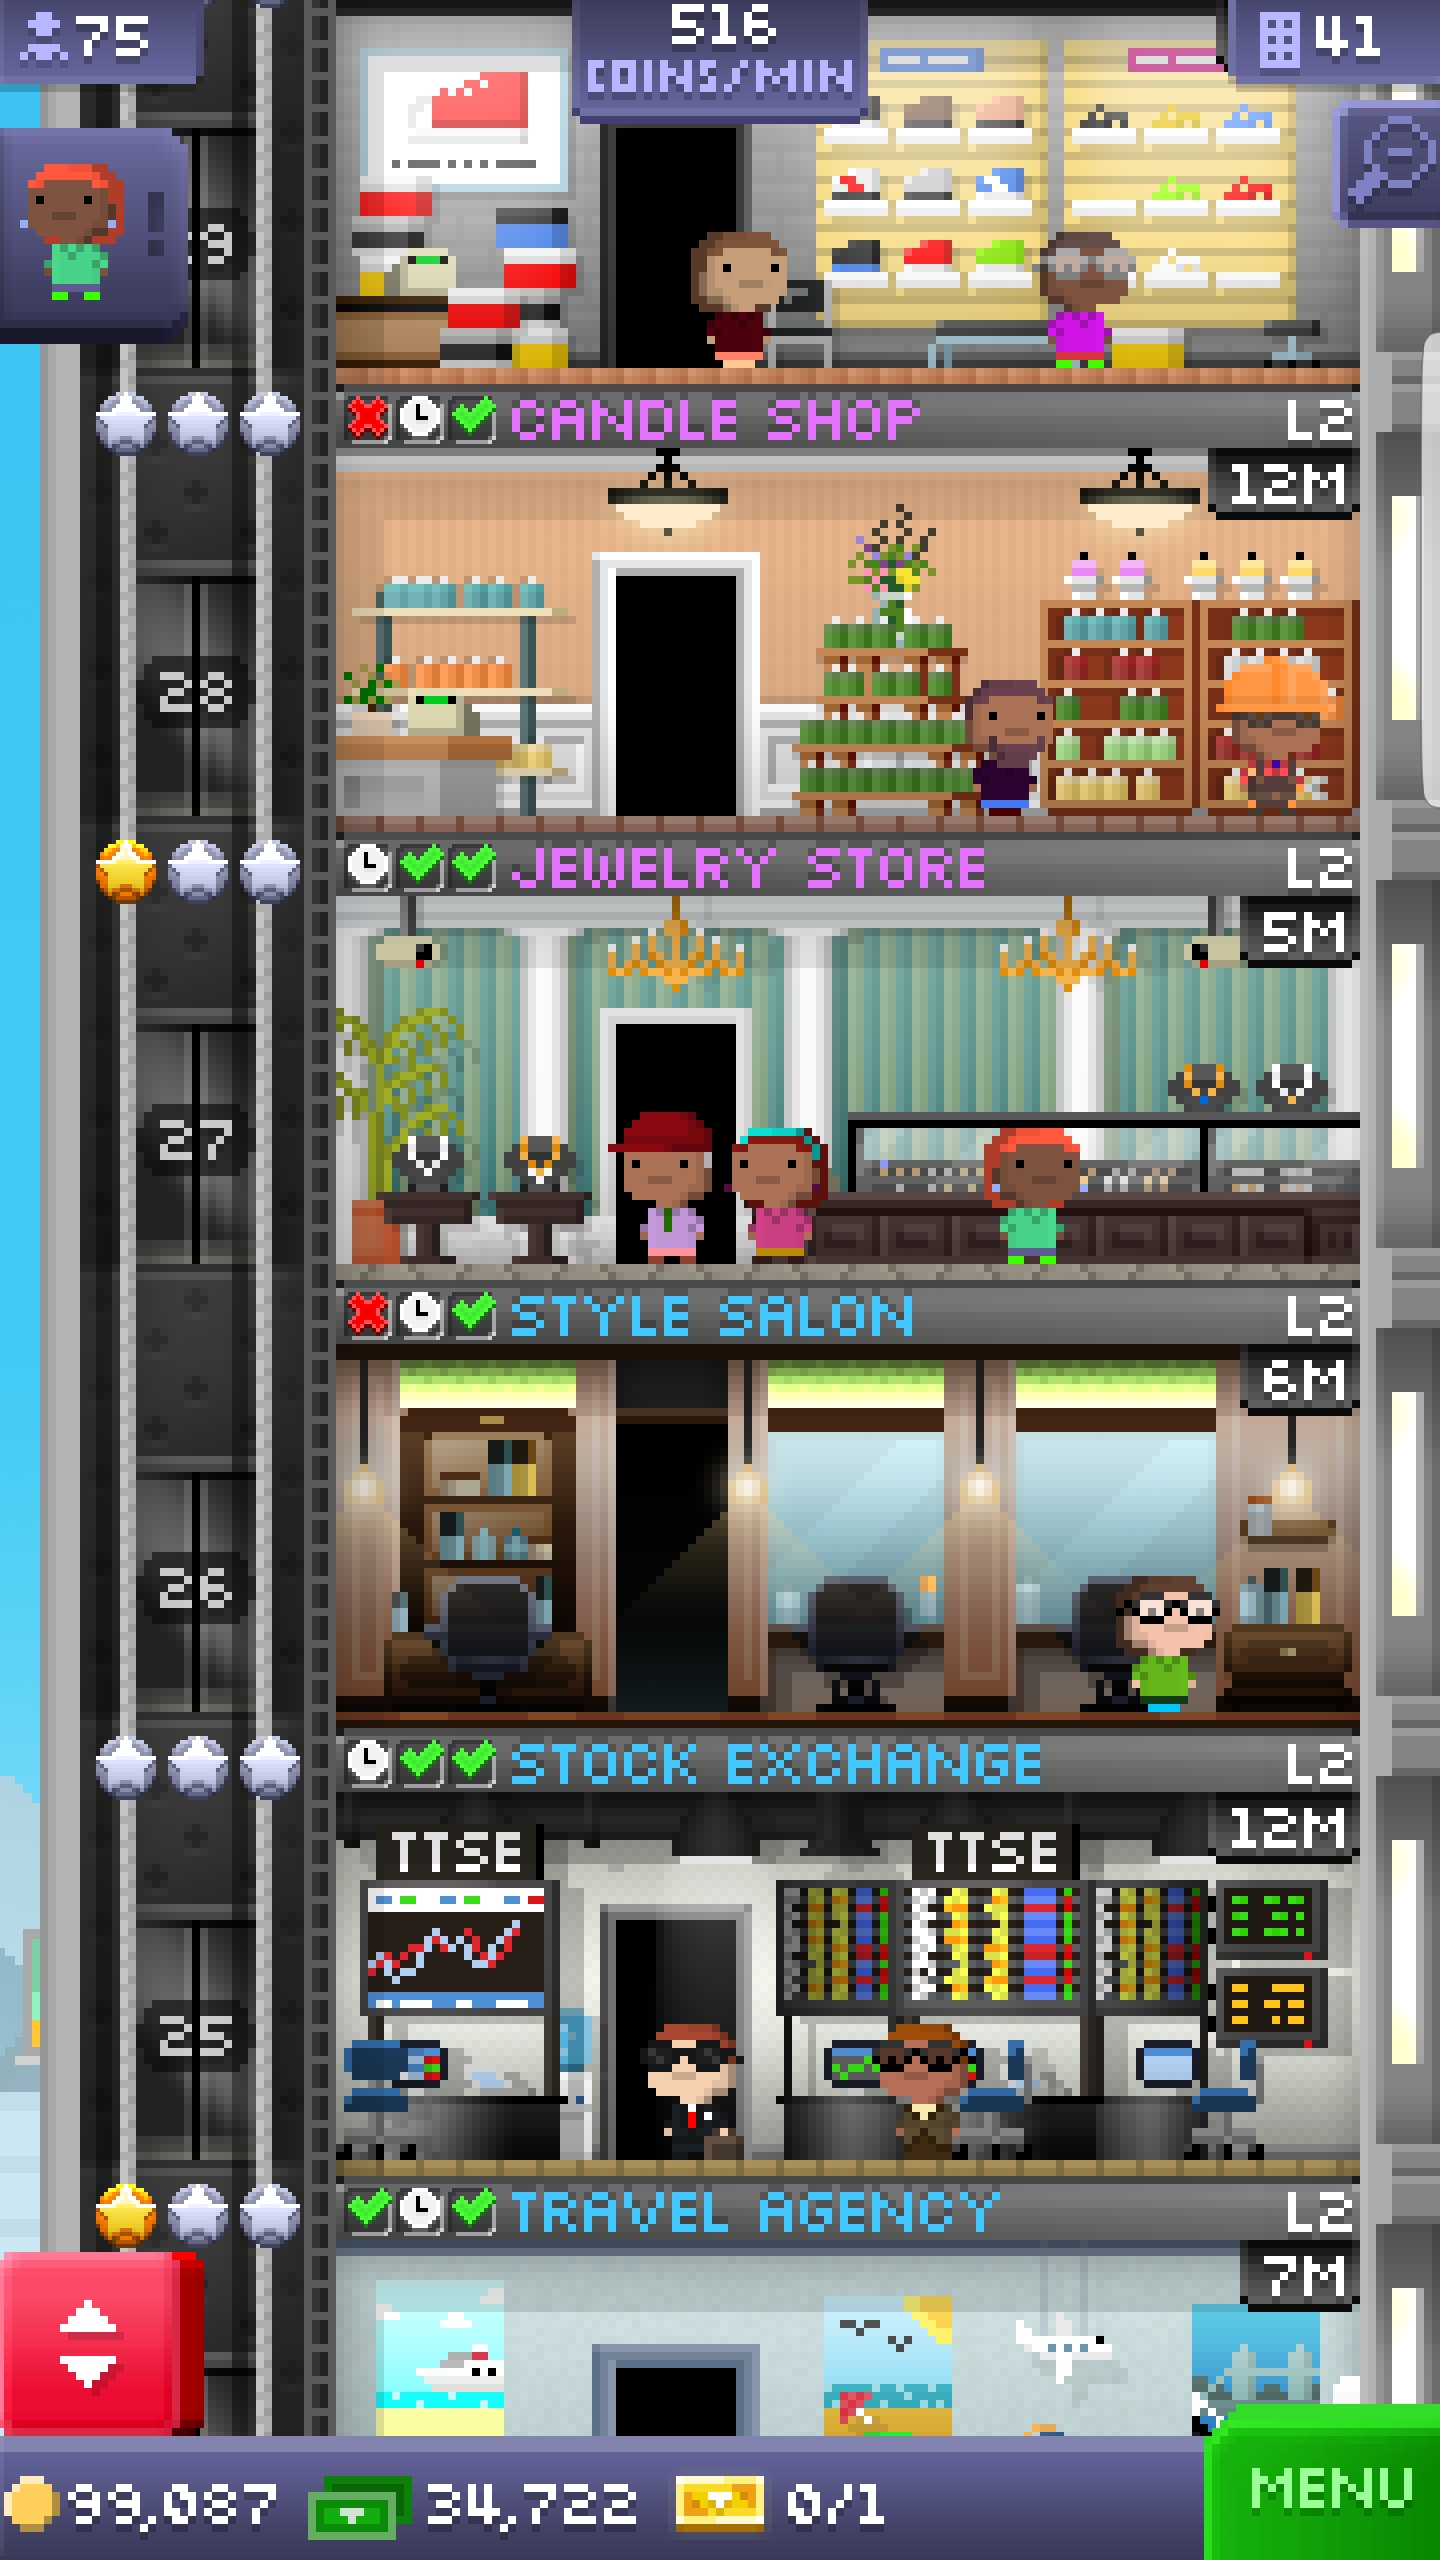 75
516
COINS/MIN
41
CANDLE SHOP
L2
12M
28
JEWELRY STORE
L2
5M
27
STYLE SALON
L2
6M
26
STOCK EXCHANGE
L2
12M
TTSE
TTSE
25
TRAVEL AGENCY
L2
7M
99,087
34,722
0/1
MENU